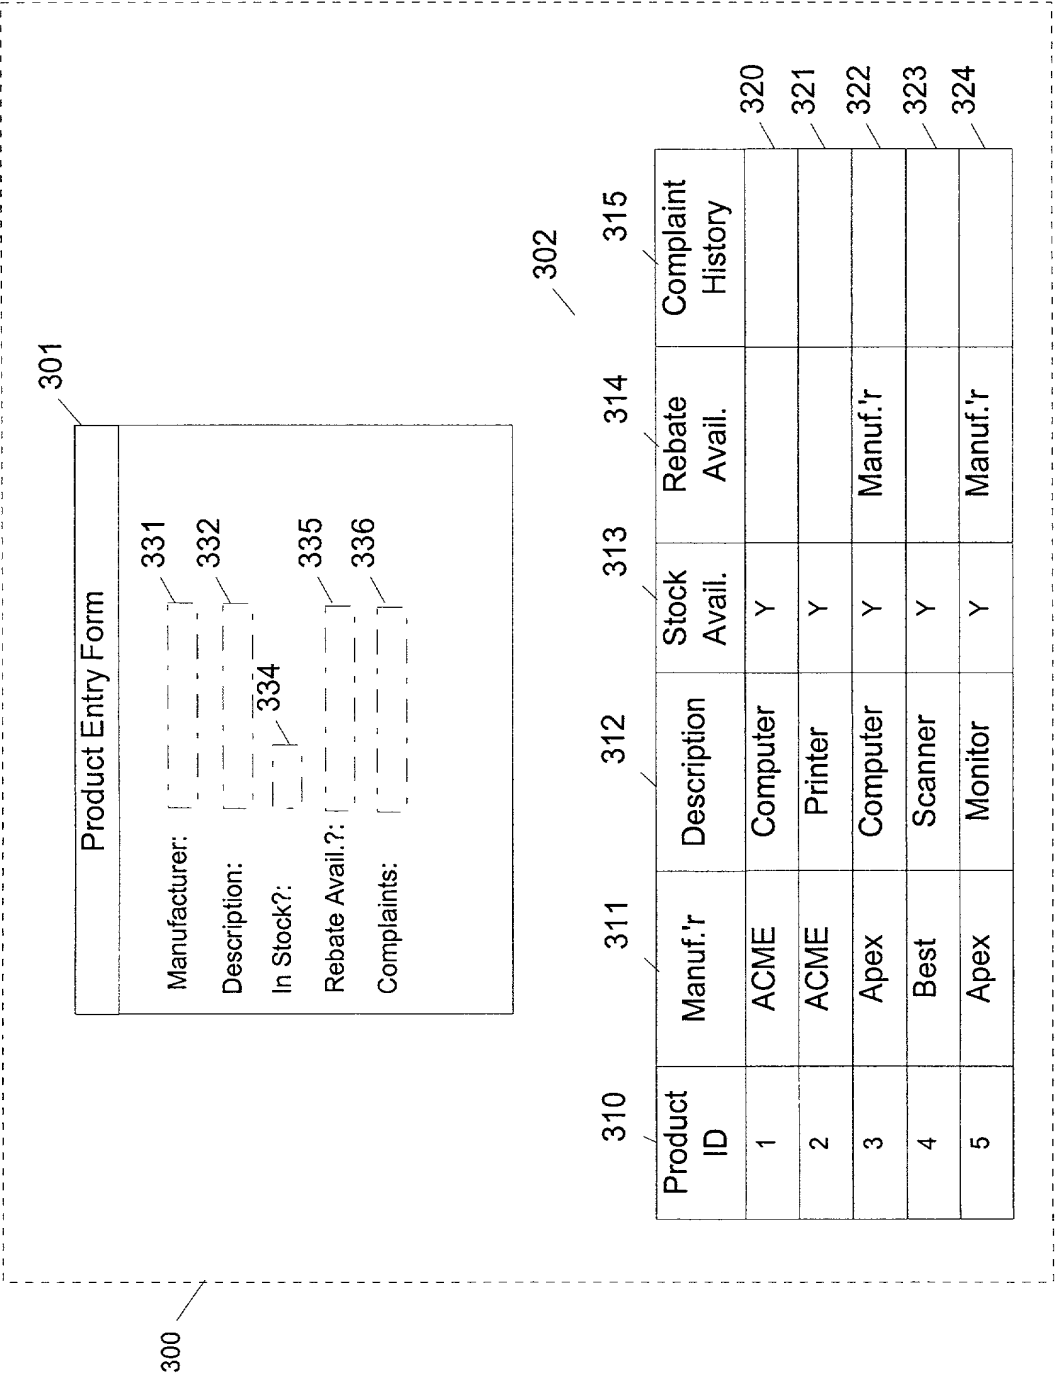 300
301
Product Entry Form
Manufacturer: 331
Description: 332
In Stock?: 334
Rebate Avail.?: 335
Complaints: 336
302
310 311 312 313 314 315
Product ID Manuf.'r Description Stock Avail. Rebate Avail. Complaint History
1 ACME Computer Y 320
2 ACME Printer Y 321
3 Apex Computer Y Manuf.'r 322
4 Best Scanner Y 323
5 Apex Monitor Y Manuf.'r 324